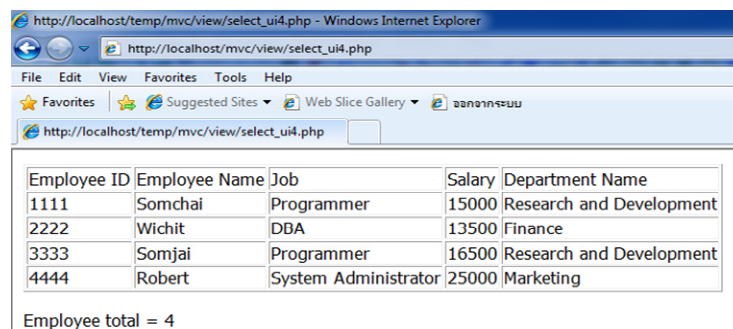 http://localhost/temp/mvc/view/select_ui4.php - Windows Internet Explorer
http://localhost/mvc/view/select_ui4.php
File Edit View Favorites Tools Help
Favorites Suggested Sites Web Slice Gallery ออกจากระบบ
http://localhost/temp/mvc/view/select_ui4.php
Employee ID Employee Name Job Salary Department Name
1111 Somchai Programmer 15000 Research and Development
2222 Wichit DBA 13500 Finance
3333 Somjai Programmer 16500 Research and Development
4444 Robert System Administrator 25000 Marketing
Employee total = 4